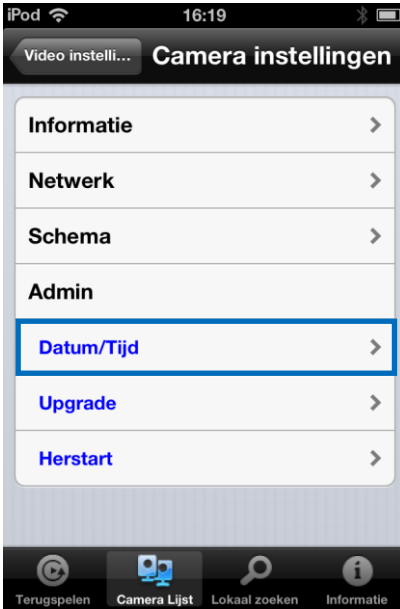 iPod 16:19
Video instelli... Camera instellingen
Informatie
Netwerk
Schema
Admin
Datum/Tijd
Upgrade
Herstart
Terugspelen Camera Lijst Lokaal zoeken Informatie